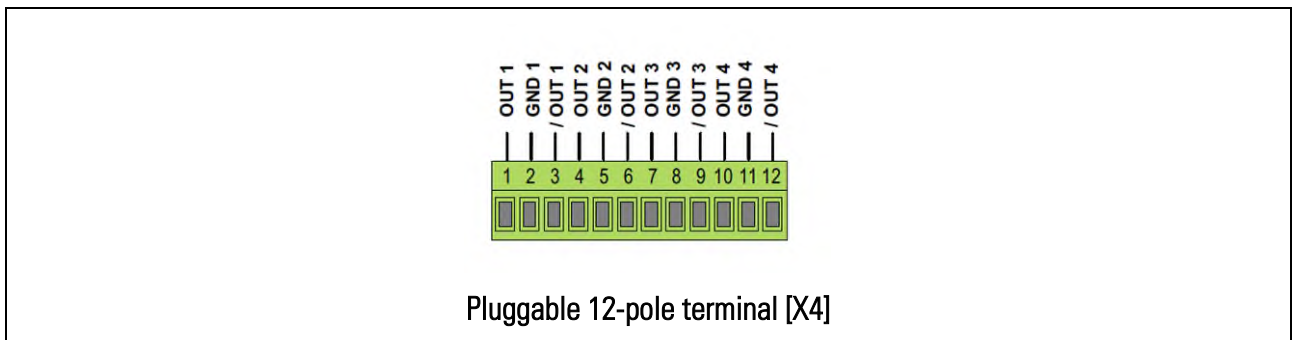 OUT 1
GND 1
/ OUT 1
OUT 2
GND 2
/ OUT 2
OUT 3
GND 3
/ OUT 3
OUT 4
GND 4
/ OUT 4
1 2 3 4 5 6 7 8 9 10 11 12
Pluggable 12-pole terminal [X4]